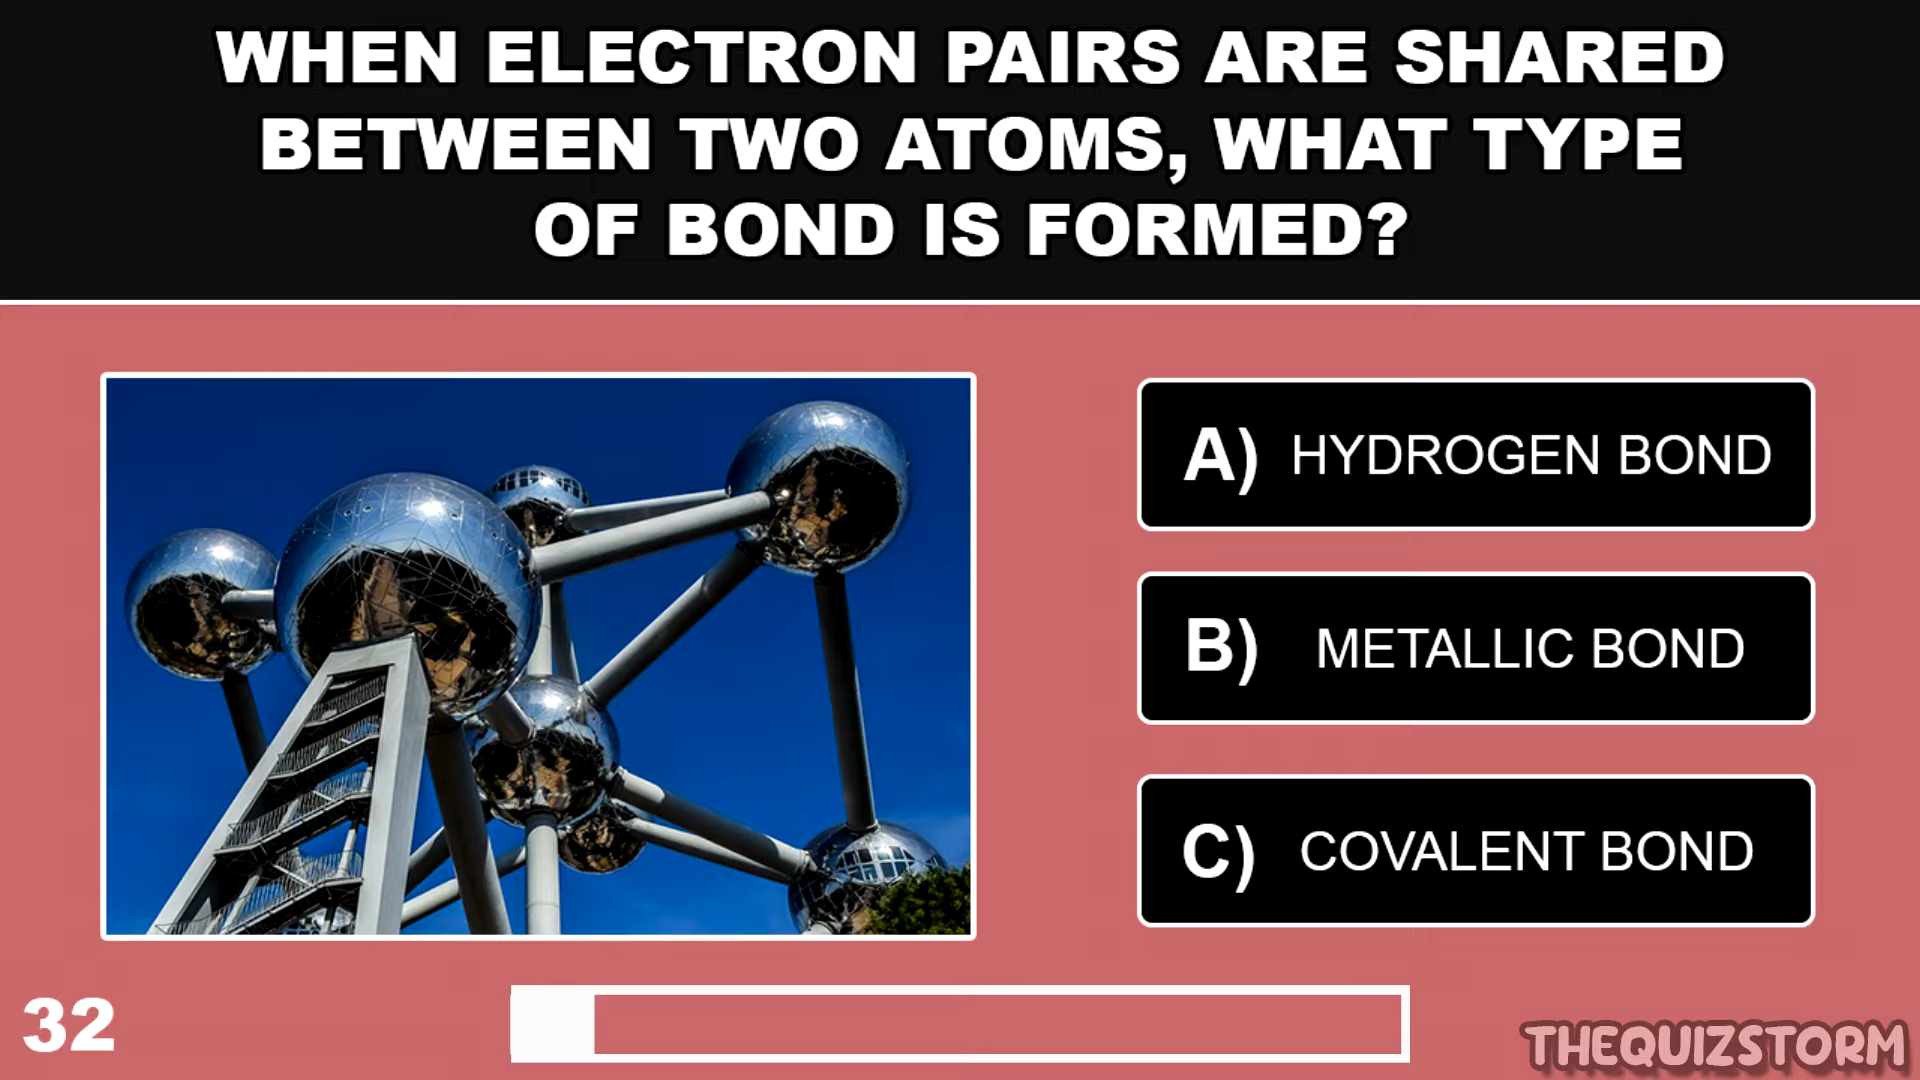 WHEN ELECTRON PAIRS ARE SHARED
BETWEEN TWO ATOMS, WHAT TYPE
OF BOND IS FORMED?
A) HYDROGEN BOND
B) METALLIC BOND
C) COVALENT BOND
32
THEQUIZSTORM